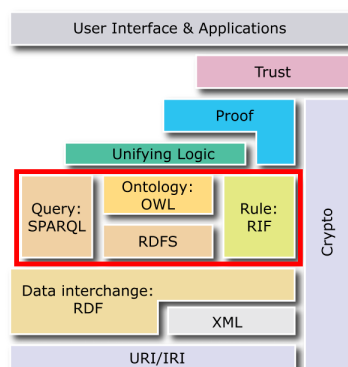 User Interface & Applications
Trust
Proof
Unifying Logic
Query:
SPARQL
Ontology:
OWL
RDFS
Rule:
RIF
Crypto
Data interchange:
RDF
XML
URI/IRI